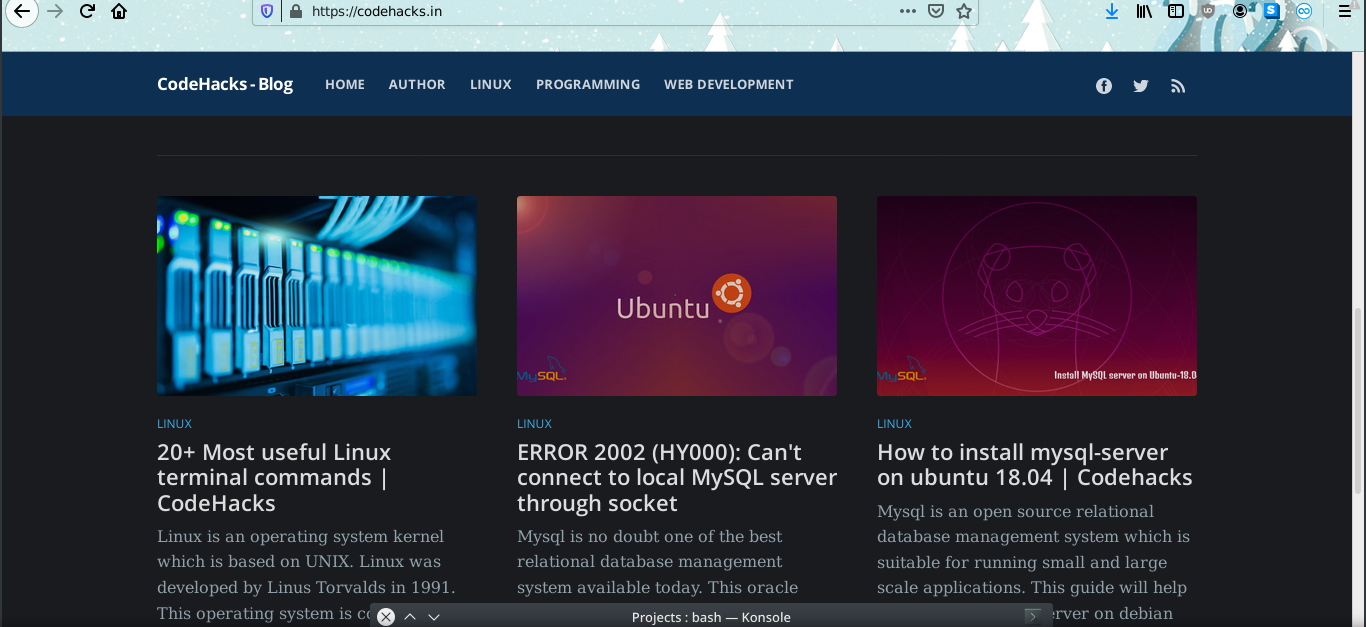 https://codehacks.in
CodeHacks - Blog HOME AUTHOR LINUX PROGRAMMING WEB DEVELOPMENT
Ubuntu
MySQL
MySQL
Install MySQL server on Ubuntu-18.0
LINUX
20+ Most useful Linux
terminal commands |
CodeHacks
Linux is an operating system kernel
which is based on UNIX. Linux was
developed by Linus Torvalds in 1991.
This operating system is
LINUX
ERROR 2002 (HY000): Can't
connect to local MySQL server
through socket
Mysql is no doubt one of the best
relational database management
system available today. This oracle
LINUX
How to install mysql-server
on ubuntu 18.04 | Codehacks
Mysql is an open source relational
database management system which is
suitable for running small and large
scale applications. This guide will help
erver on debian
Projects : bash — Konsole